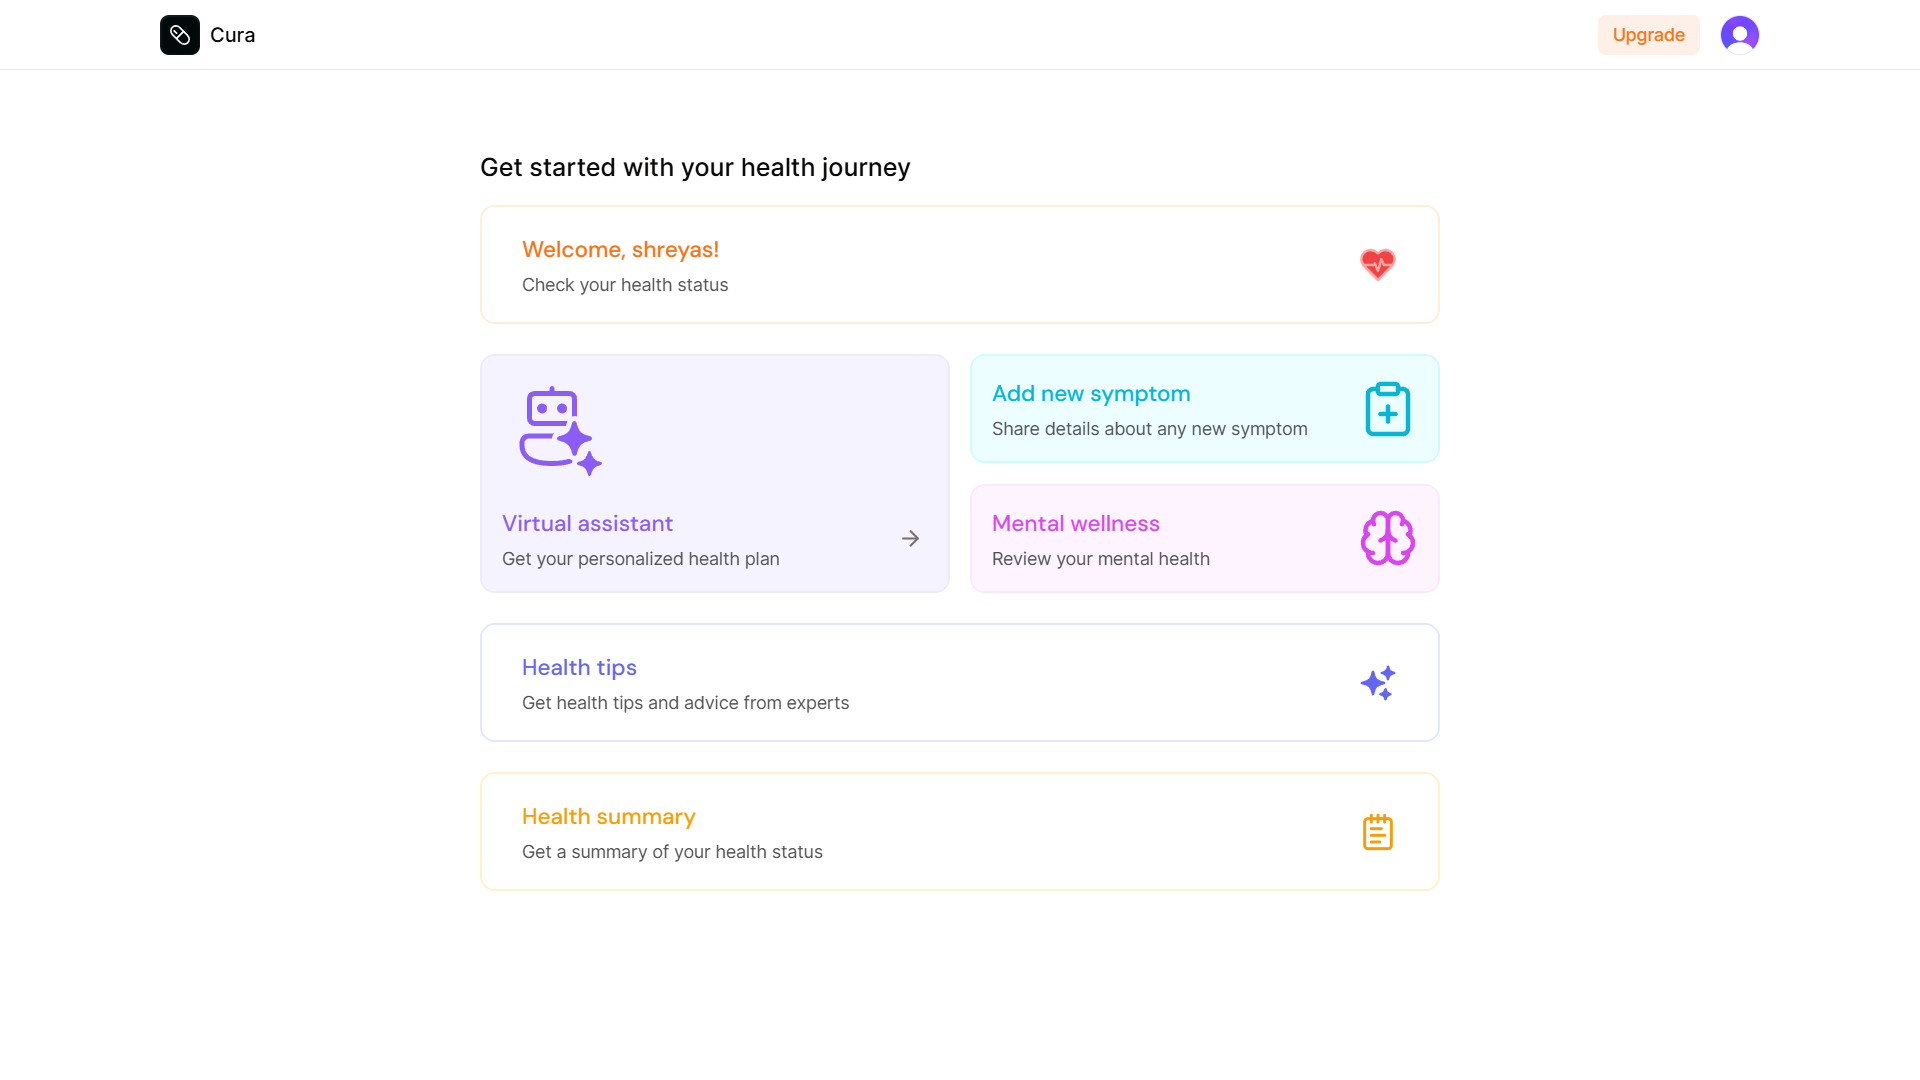 Cura
Upgrade
Get started with your health journey
Welcome, shreyas!
Check your health status
Virtual assistant
Get your personalized health plan
Add new symptom
Share details about any new symptom
Mental wellness
Review your mental health
Health tips
Get health tips and advice from experts
Health summary
Get a summary of your health status